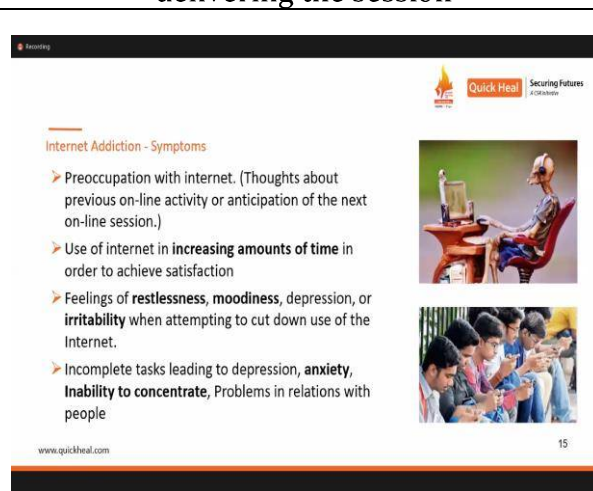 delivering the session
Recording
Quick Heal
Securing Futures
A CSR Initiative
Internet Addiction - Symptoms
➢ Preoccupation with internet. (Thoughts about
previous on-line activity or anticipation of the next
on-line session.)
➢ Use of internet in increasing amounts of time in
order to achieve satisfaction
➢ Feelings of restlessness, moodiness, depression, or
irritability when attempting to cut down use of the
Internet.
➢ Incomplete tasks leading to depression, anxiety,
Inability to concentrate, Problems in relations with
people
www.quickheal.com
15